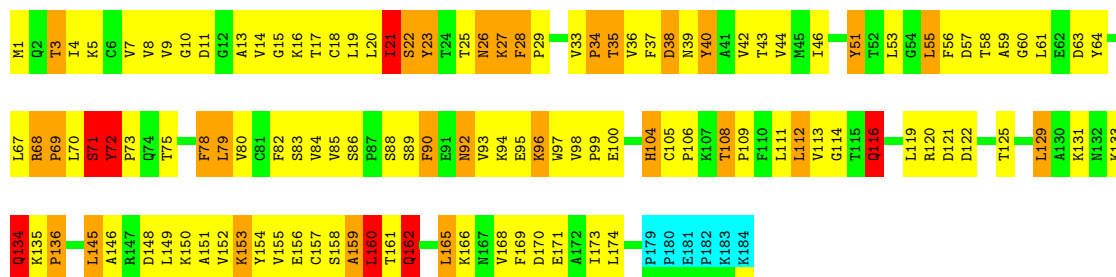 M1 Q2 T3 I4 K5 C6 V7 V8 V9 G10 D11 G12 A13 V14 G15 K16 T17 C18 L19 L20 I21 S22 Y23 T24 T25 N26 K27 F28 P29 V33 P34 T35 V36 F37 D38 N39 Y40 A41 V42 T43 V44 M45 I46 Y51 T52 L53 G54 L55 F56 D57 T58 A59 G60 L61 E62 D63 Y64
L67 R68 P69 L70 S71 Y72 P73 Q74 T75 F78 L79 V80 C81 F82 S83 V84 V85 S86 P87 S88 S89 F90 E91 N92 V93 K94 E95 K96 W97 V98 P99 E100 H104 C105 P106 K107 T108 P109 F110 L111 L112 V113 G114 T115 Q116 L119 R120 D121 D122 T125 L129 A130 K131 N132 K133
Q134 K135 P136 L145 A146 R147 D148 L149 K150 A151 V152 K153 Y154 V155 E156 C157 S158 A159 L160 T161 Q162 L165 K166 N167 V168 F169 D170 E171 A172 I173 L174 P179 P180 E181 P182 K183 K184